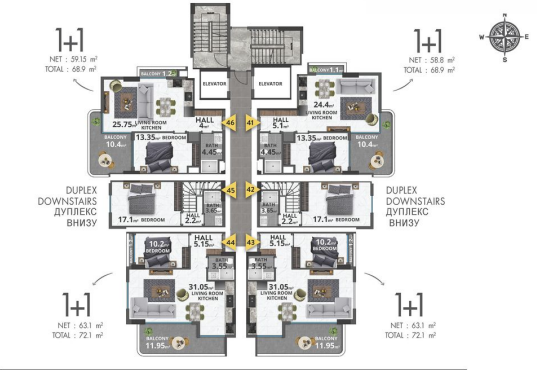 1+1
NET : 59.15 m²
TOTAL : 68.9 m²
1+1
NET : 58.8 m²
TOTAL : 68.9 m²
N
W
E
S
BALCONY 1.2m²
BALCONY 1.1m²
ELEVATOR
ELEVATOR
25.75m² LIVING ROOM
KITCHEN
HALL
4m²
46
41
HALL
5.1m²
24.4m²
LIVING ROOM
KITCHEN
BALCONY
10.4m²
13.35m² BEDROOM
BATH
4.45m²
BATH
4.45m²
13.35m² BEDROOM
BALCONY
10.4m²
DUPLEX
DOWNSTAIRS
ДУПЛЕКС
ВНИЗУ
17.1m² BEDROOM
HALL
2.2m²
BATH
3.65m²
45
42
BATH
3.65m²
HALL
2.2m²
17.1m² BEDROOM
DUPLEX
DOWNSTAIRS
ДУПЛЕКС
ВНИЗУ
10.2m²
BEDROOM
HALL
5.15m²
44
43
HALL
5.15m²
10.2m²
BEDROOM
BATH
3.55m²
BATH
3.55m²
31.05m²
LIVING ROOM
KITCHEN
31.05m²
LIVING ROOM
KITCHEN
BALCONY
11.95m²
BALCONY
11.95m²
1+1
NET : 63.1 m²
TOTAL : 72.1 m²
1+1
NET : 63.1 m²
TOTAL : 72.1 m²